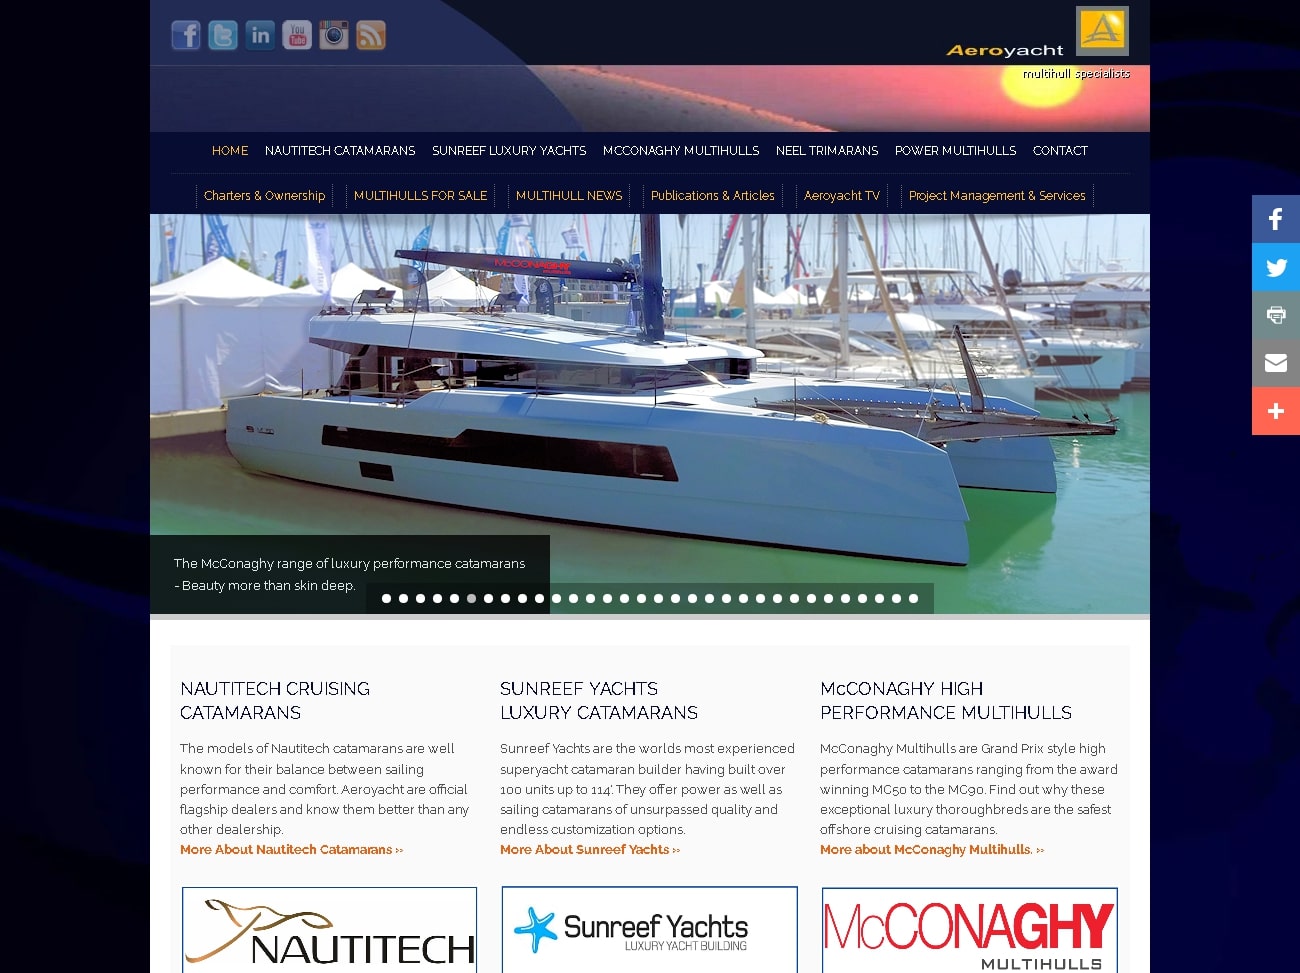 You Tube
Aeroyacht
multihull specialists
HOME NAUTITECH CATAMARANS SUNREEF LUXURY YACHTS MCCONAGHY MULTIHULLS NEEL TRIMARANS POWER MULTIHULLS CONTACT
Charters & Ownership MULTIHULLS FOR SALE MULTIHULL NEWS Publications & Articles Aeroyacht TV Project Management & Services
McCONAGHY
The McConaghy range of luxury performance catamarans
- Beauty more than skin deep.
NAUTITECH CRUISING
CATAMARANS
The models of Nautitech catamarans are well
known for their balance between sailing
performance and comfort. Aeroyacht are official
flagship dealers and know them better than any
other dealership.
More About Nautitech Catamarans >>
NAUTITECH
SUNREEF YACHTS
LUXURY CATAMARANS
Sunreef Yachts are the worlds most experienced
superyacht catamaran builder having built over
100 units up to 114'. They offer power as well as
sailing catamarans of unsurpassed quality and
endless customization options.
More About Sunreef Yachts >>
Sunreef Yachts
LUXURY YACHT BUILDING
McCONAGHY HIGH
PERFORMANCE MULTIHULLS
McConaghy Multihulls are Grand Prix style high
performance catamarans ranging from the award
winning MC50 to the MC90. Find out why these
exceptional luxury thoroughbreds are the safest
offshore cruising catamarans.
More about McConaghy Multihulls. >>
McCONAGHY
MULTIHULLS